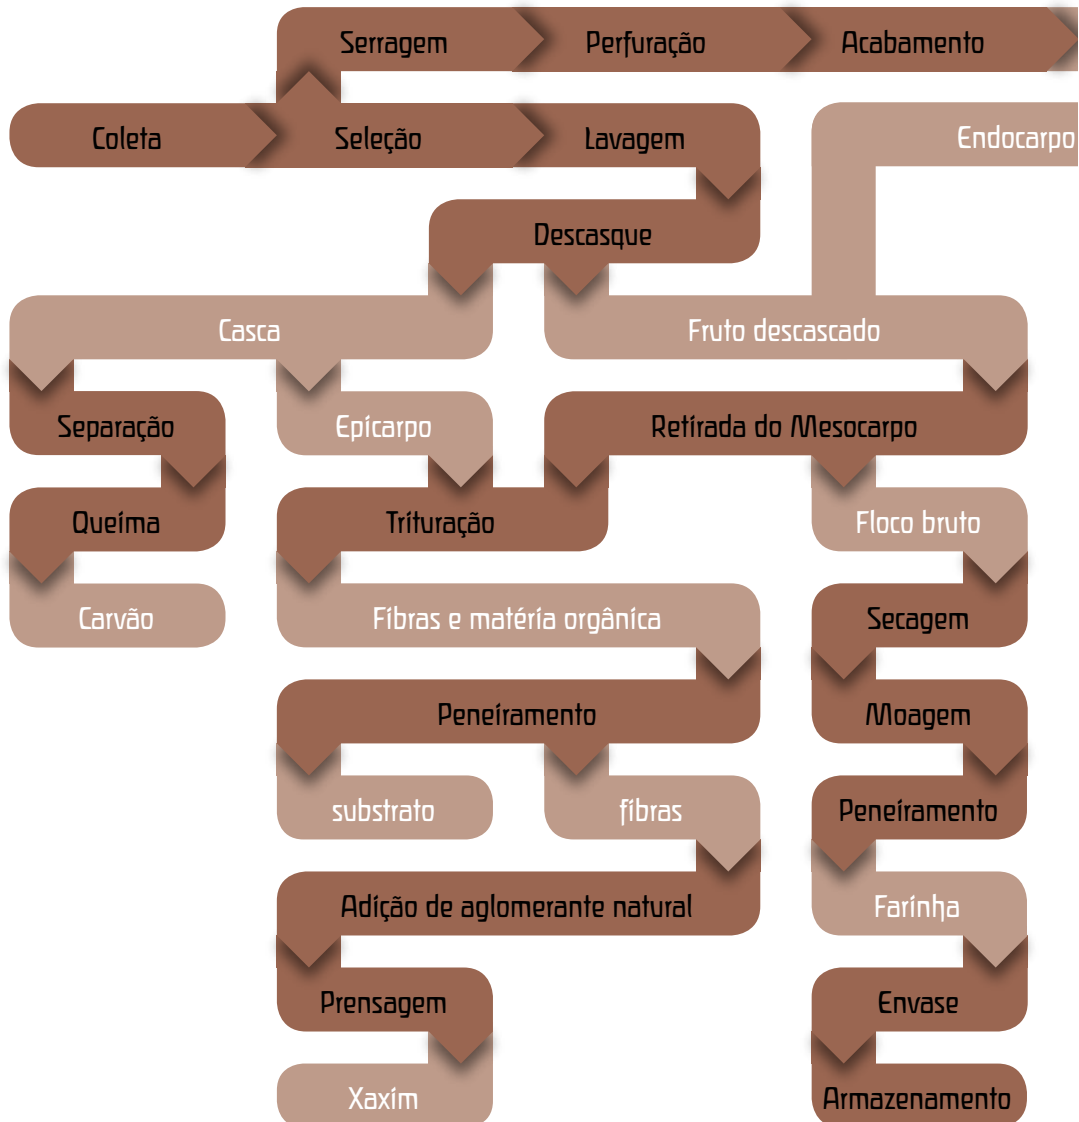 Serragem
Perfuração
Acabamento
Coleta
Seleção
Lavagem
Endocarpo
Descasque
Casca
Fruto descascado
Separação
Epicarpo
Retirada do Mesocarpo
Queima
Trituração
Floco bruto
Carvão
Fibras e matéria orgânica
Secagem
Peneiramento
Moagem
substrato
fibras
Peneiramento
Adição de aglomerante natural
Farinha
Prensagem
Envase
Xaxim
Armazenamento